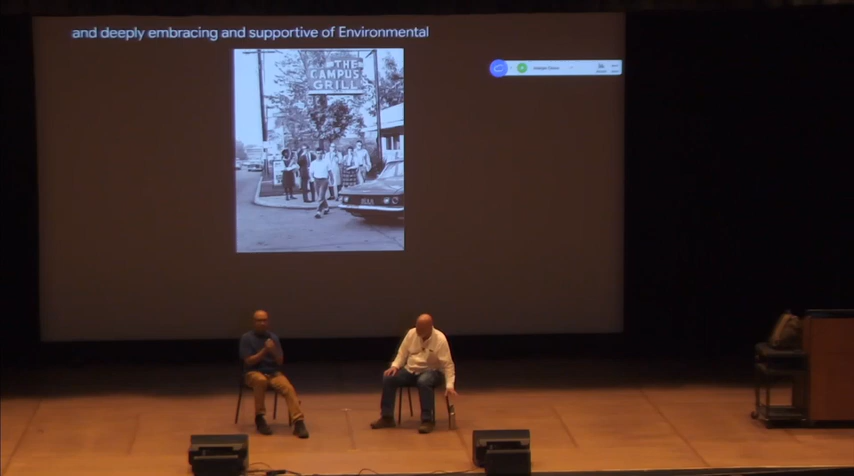 and deeply embracing and supportive of Environmental
THE
CAMPUS
GRILL